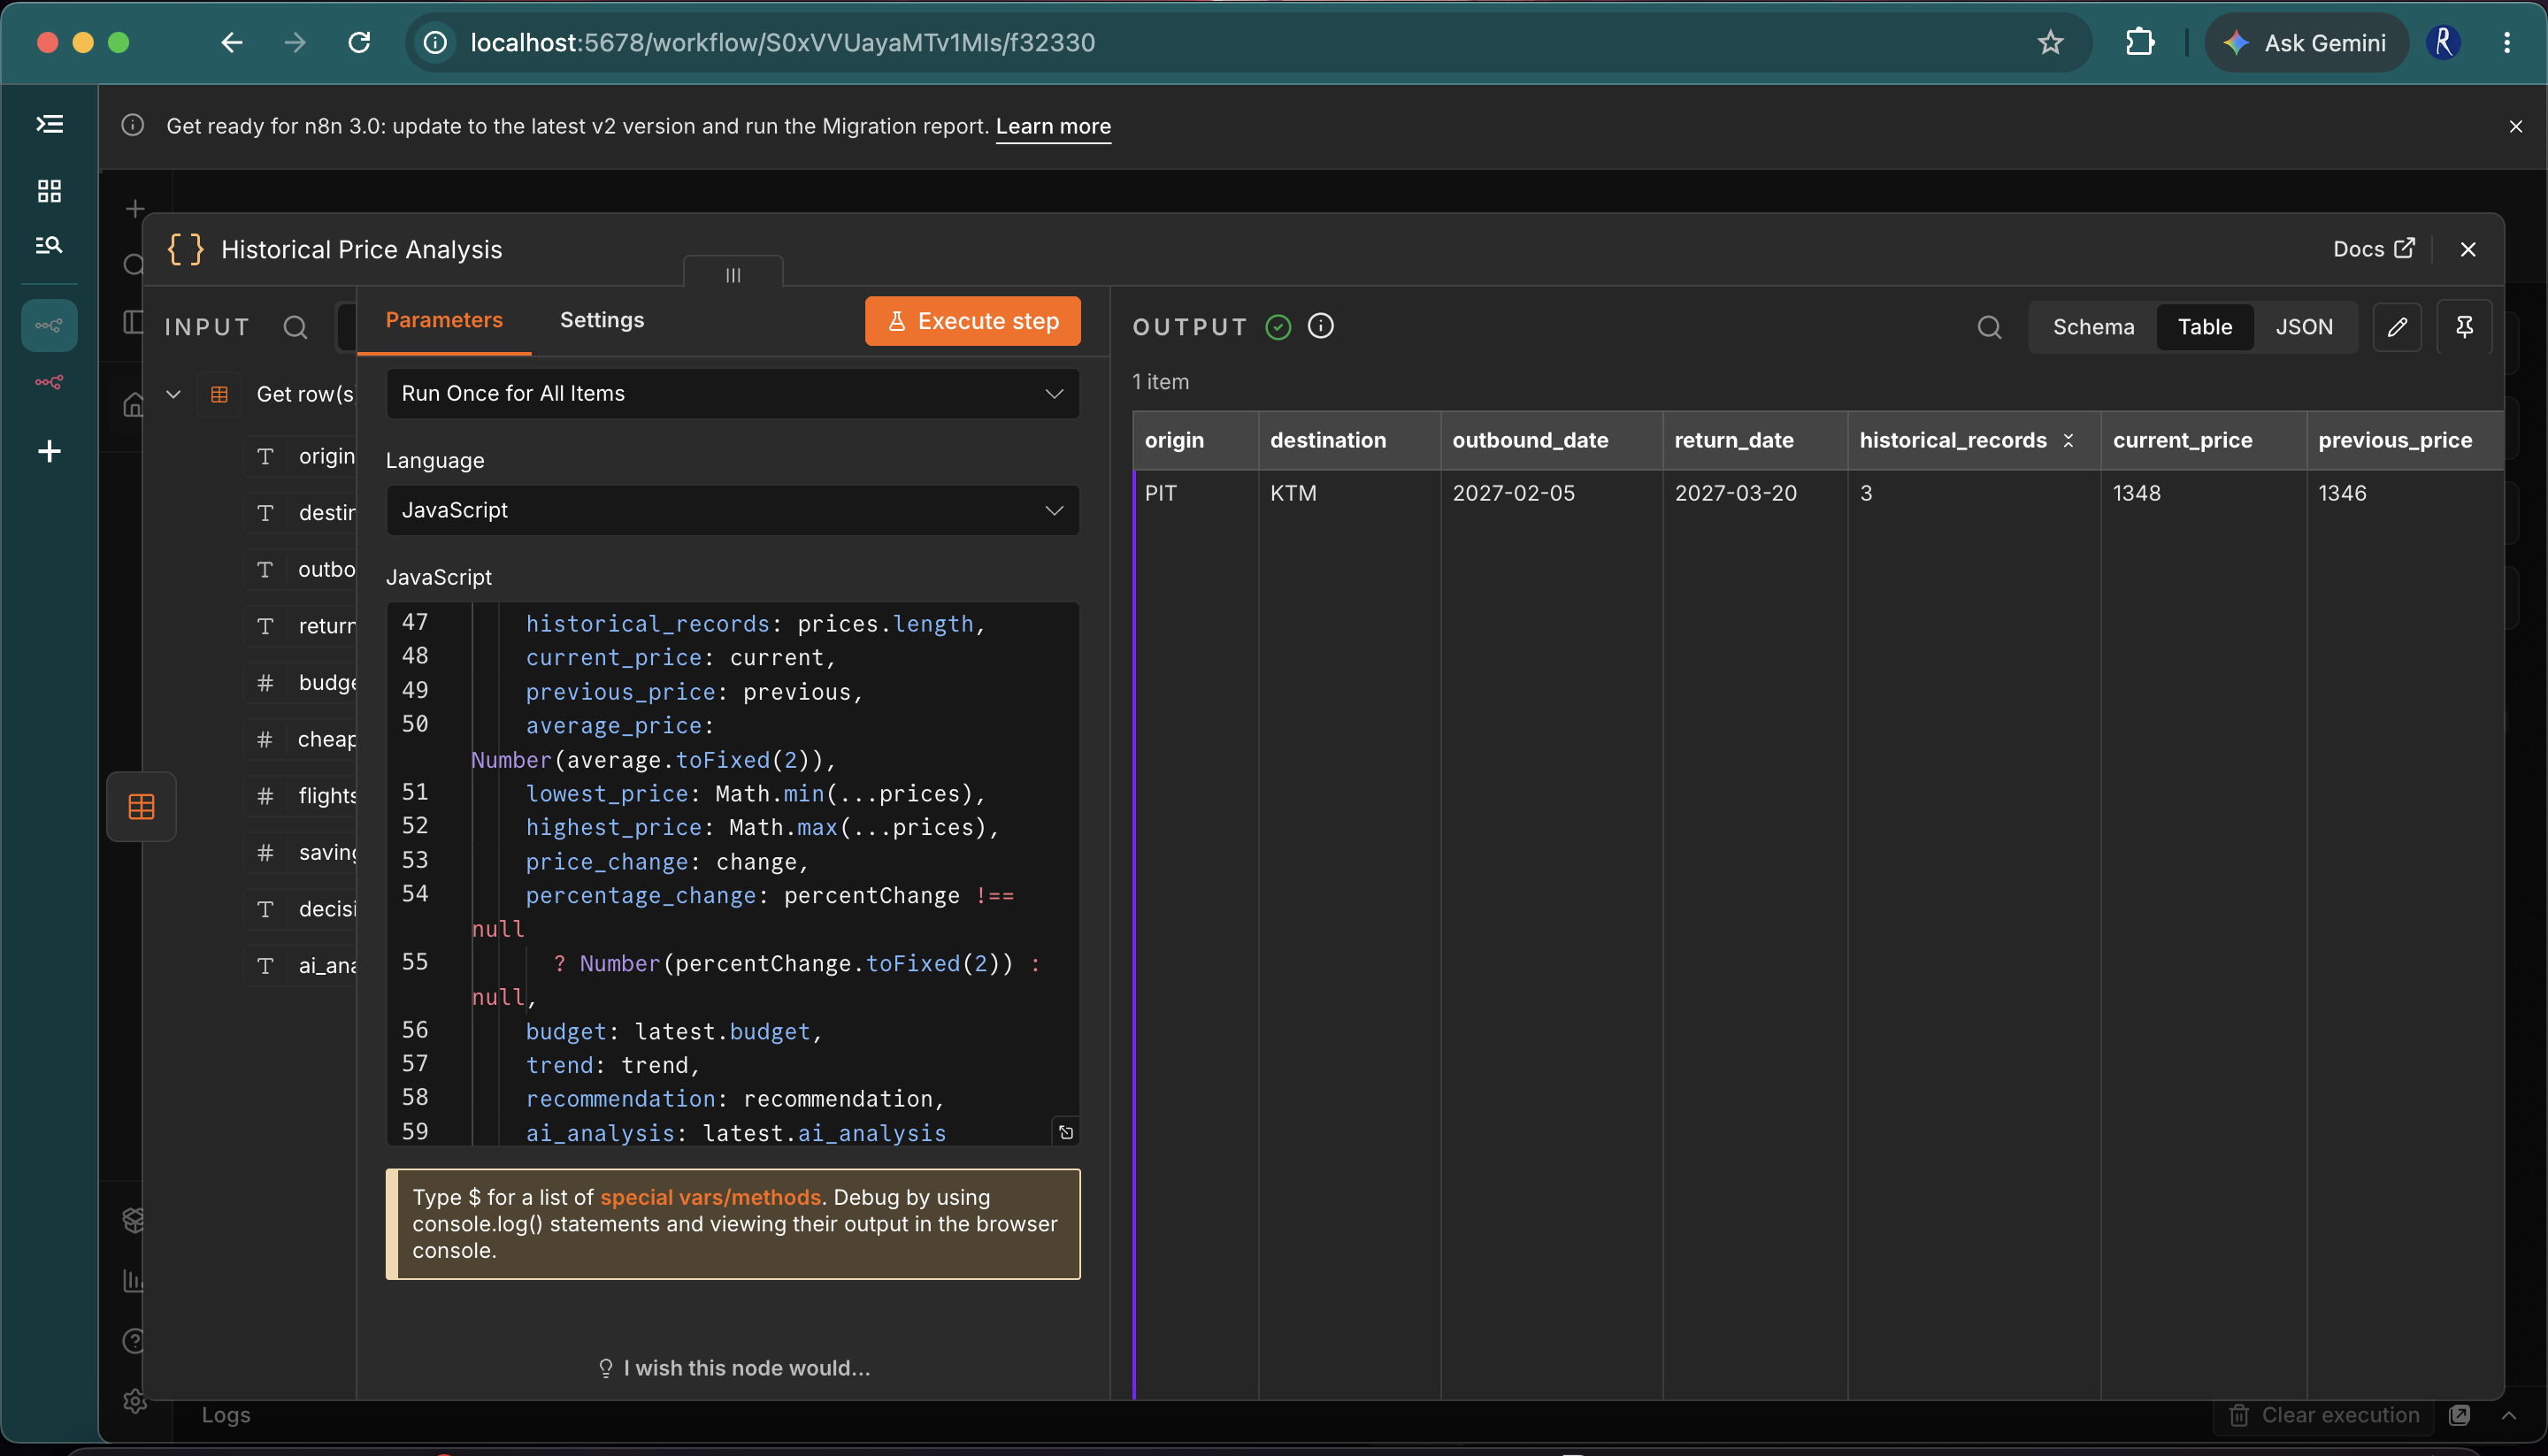 localhost:5678/workflow/S0xVVUayaMTv1Mls/f32330
Ask Gemini
Get ready for n8n 3.0: update to the latest v2 version and run the Migration report. Learn more
Historical Price Analysis
Docs
INPUT
Parameters
Settings
Execute step
OUTPUT
Schema
Table
JSON
Get row(s
origin
destin
outbo
return
# budge
# cheap
# flights
# saving
decisi
ai_ana
Run Once for All Items
Language
JavaScript
JavaScript
47 historical_records: prices.length,
48 current_price: current,
49 previous_price: previous,
50 average_price:
Number(average.toFixed(2)),
51 lowest_price: Math.min(...prices),
52 highest_price: Math.max(...prices),
53 price_change: change,
54 percentage_change: percentChange !==
null
55 ? Number(percentChange.toFixed(2)) :
null,
56 budget: latest.budget,
57 trend: trend,
58 recommendation: recommendation,
59 ai_analysis: latest.ai_analysis
Type $ for a list of special vars/methods. Debug by using
console.log() statements and viewing their output in the browser
console.
I wish this node would...
1 item
origin destination outbound_date return_date historical_records current_price previous_price
PIT KTM 2027-02-05 2027-03-20 3 1348 1346
Logs
Clear execution